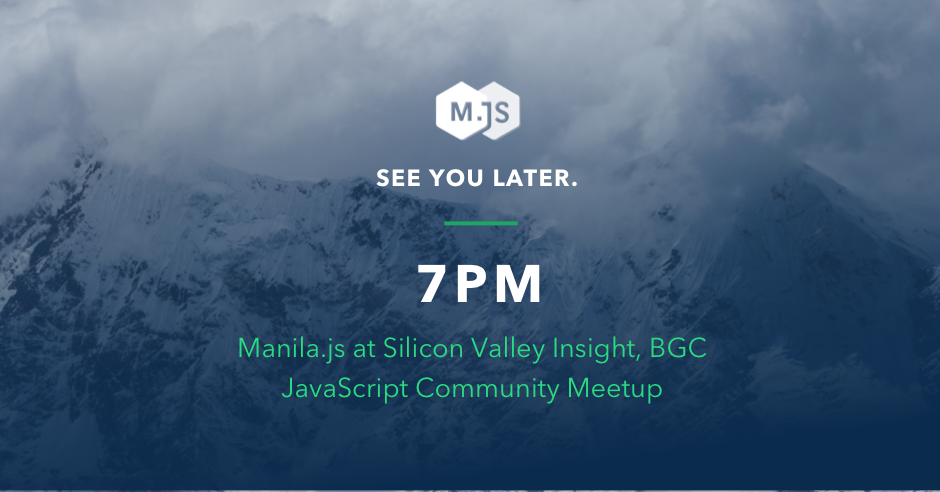 M.JS
SEE YOU LATER.
7PM
Manila.js at Silicon Valley Insight, BGC
JavaScript Community Meetup